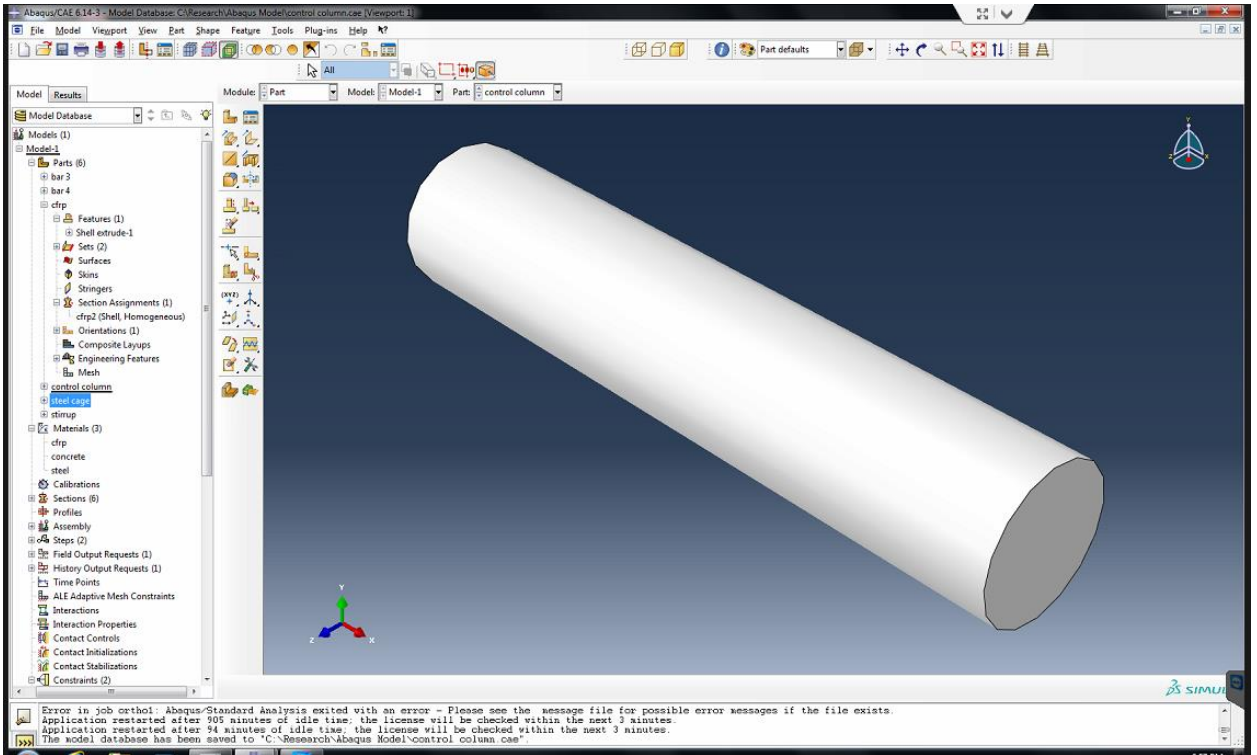 Abaqus/CAE 6.14-3 - Model Database: C:\Research\Abaqus Model\control column.cae [Viewport: 1]
File Model Viewport View Part Shape Feature Tools Plug-ins Help
All
Part defaults
Model Results
Module: Part Model: Model-1 Part: control column
Model Database
Models (1)
Model-1
Parts (6)
bar 3
bar 4
cfrp
Features (1)
Shell extrude-1
Sets (2)
Surfaces
Skins
Stringers
Section Assignments (1)
cfrp2 (Shell, Homogeneous)
Orientations (1)
Composite Layups
Engineering Features
Mesh
control column
steel cage
stirrup
Materials (3)
cfrp
concrete
steel
Calibrations
Sections (6)
Profiles
Assembly
Steps (2)
Field Output Requests (1)
History Output Requests (1)
Time Points
ALE Adaptive Mesh Constraints
Interactions
Interaction Properties
Contact Controls
Contact Initializations
Contact Stabilizations
Constraints (2)
(XYZ)
Y
Z X
Y
Z X
SIMUL
Error in job ortho1: Abaqus/Standard Analysis exited with an error - Please see the message file for possible error messages if the file exists.
Application restarted after 905 minutes of idle time; the license will be checked within the next 3 minutes.
Application restarted after 94 minutes of idle time; the license will be checked within the next 3 minutes.
The model database has been saved to "C:\Research\Abaqus Model\control column.cae".
>>>